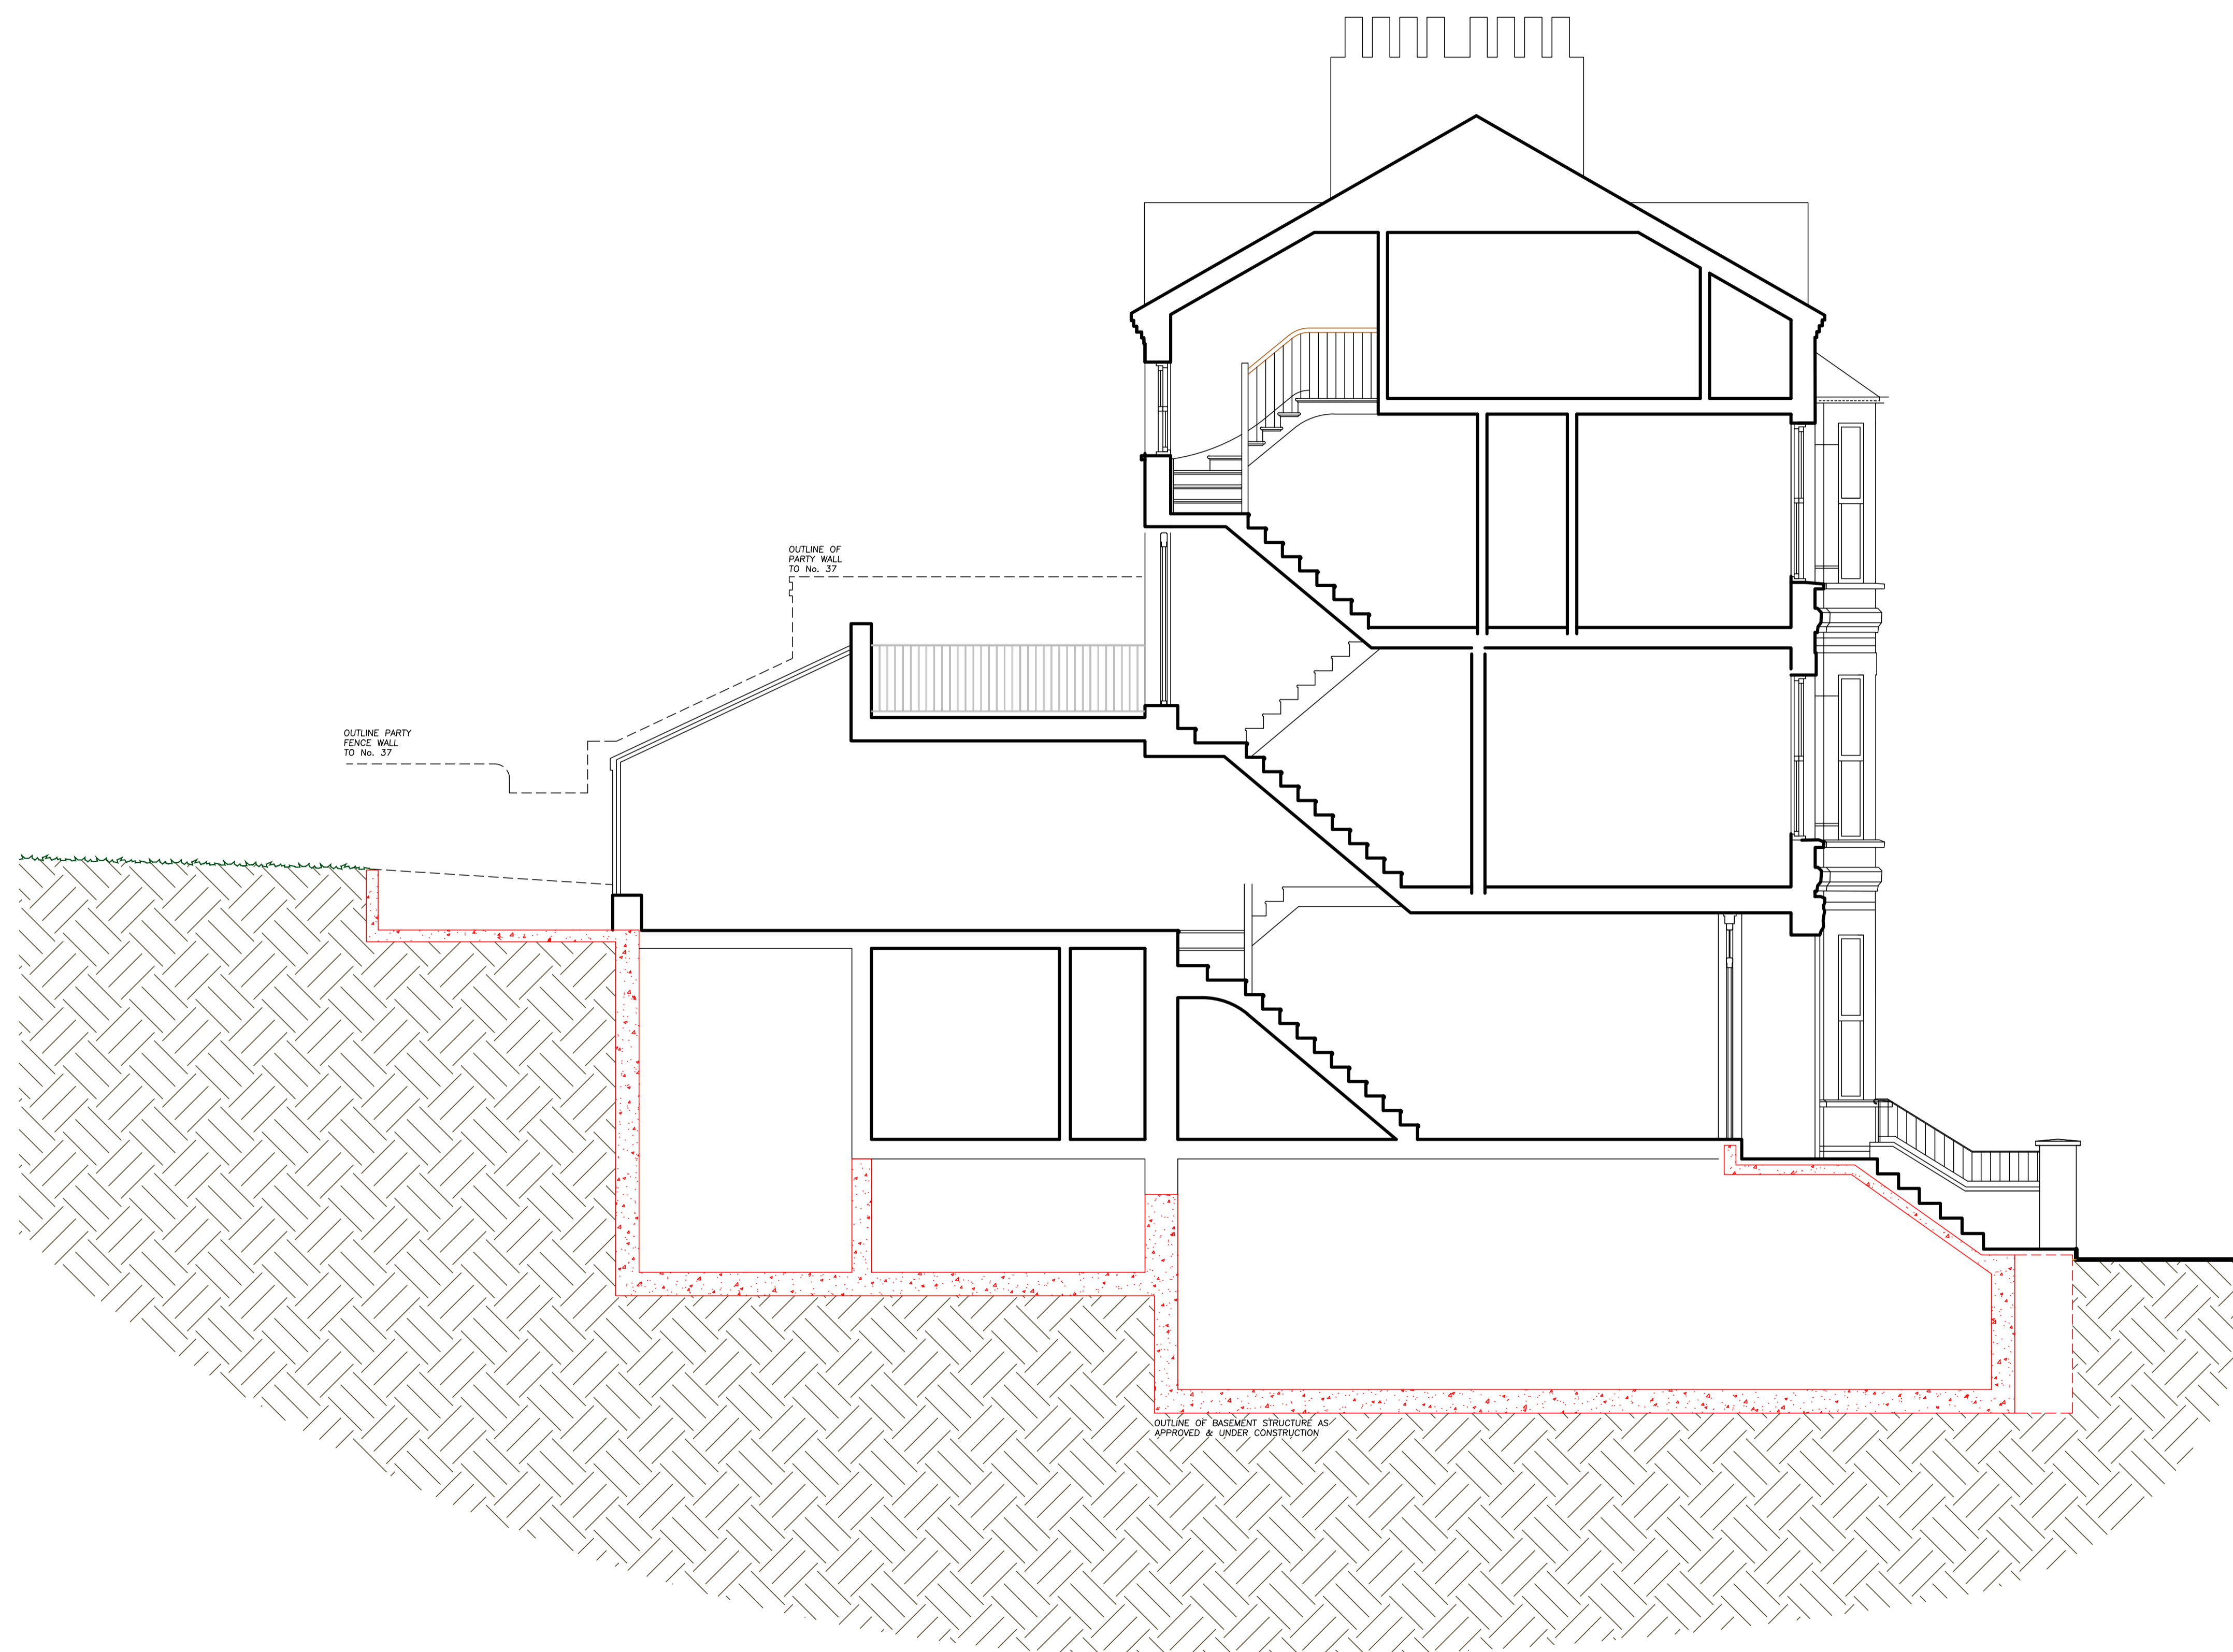 OUTLINE OF
PARTY WALL
TO No. 37
OUTLINE PARTY
FENCE WALL
TO No. 37
OUTLINE OF BASEMENT STRUCTURE AS
APPROVED & UNDER CONSTRUCTION